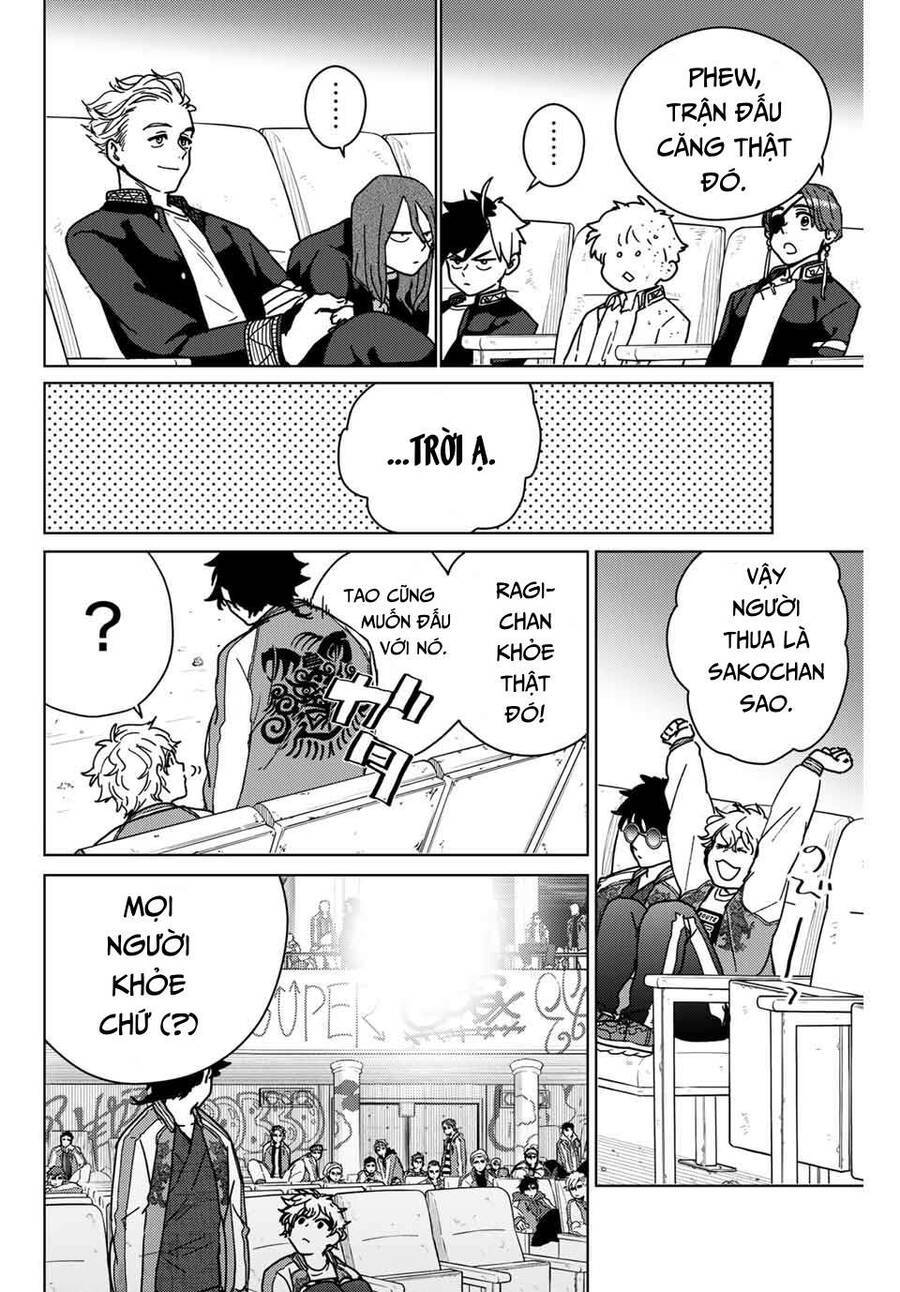 PHEW,
TRẬN ĐẤU
CĂNG THẬT
ĐÓ.
......
......
...TRỜI Ạ.
VẬY
NGƯỜI
THUA LÀ
SAKOCHAN
SAO.
RAGI-
CHAN
KHỎE
THẬT
ĐÓ!
TAO CŨNG
MUỐN ĐẤU
VỚI NÓ.
?
MỌI
NGƯỜI
KHỎE
CHỨ (?)
SUPER